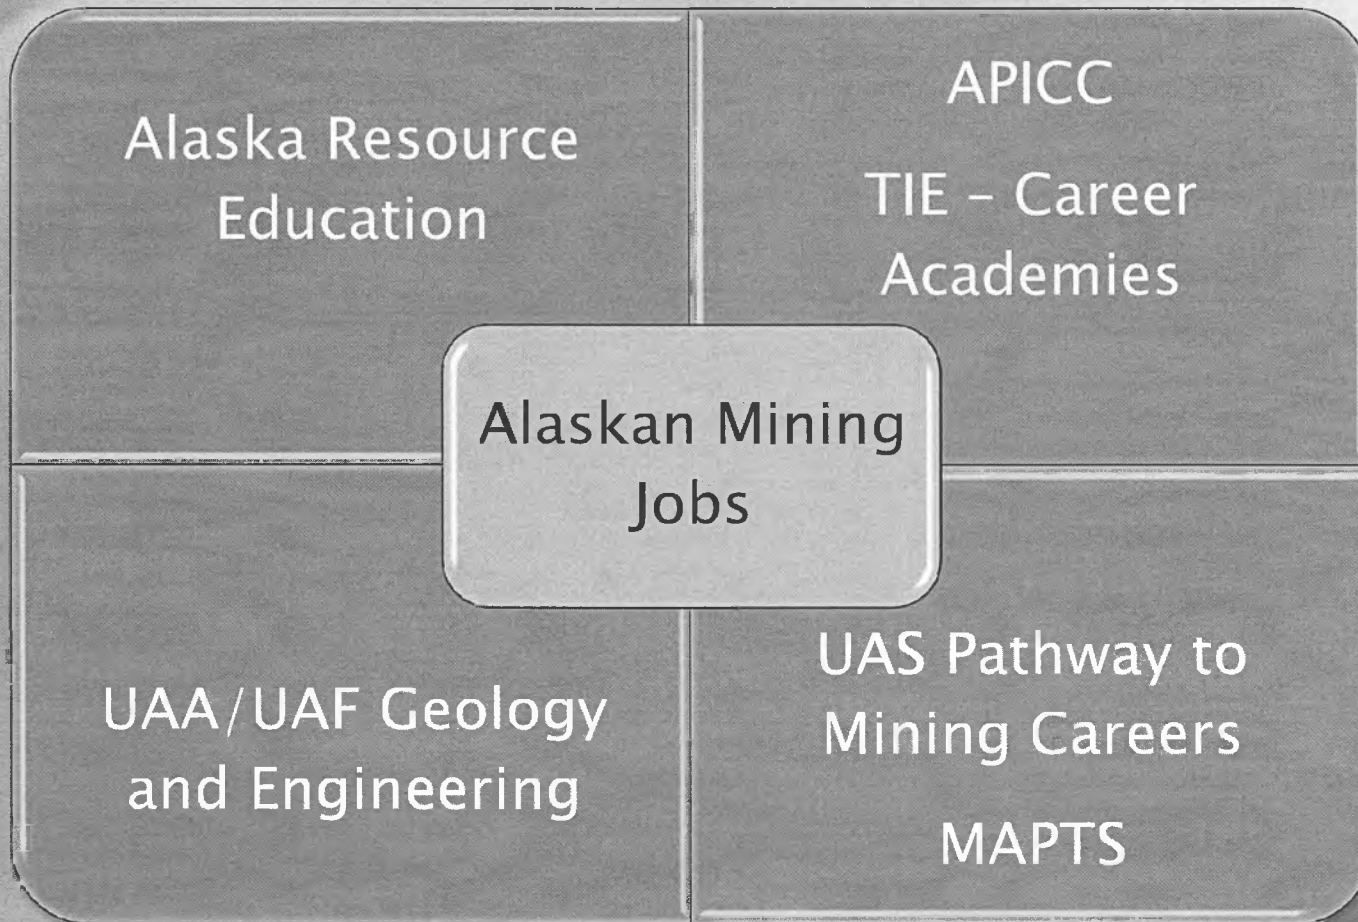 Alaska Resource
Education
APICC
TIE – Career
Academies
Alaskan Mining
Jobs
UAA/UAF Geology
and Engineering
UAS Pathway to
Mining Careers
MAPTS